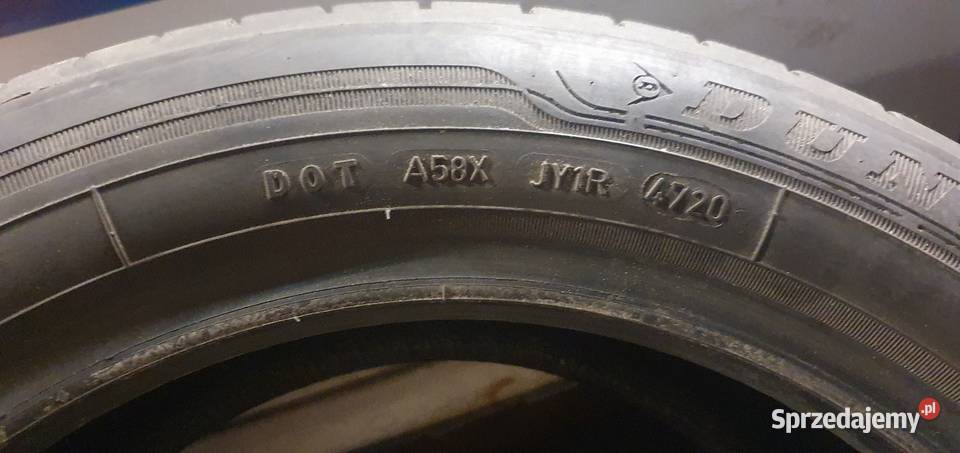 DUN
DOT A58X JY1R 4720
Sprzedajemy.pl